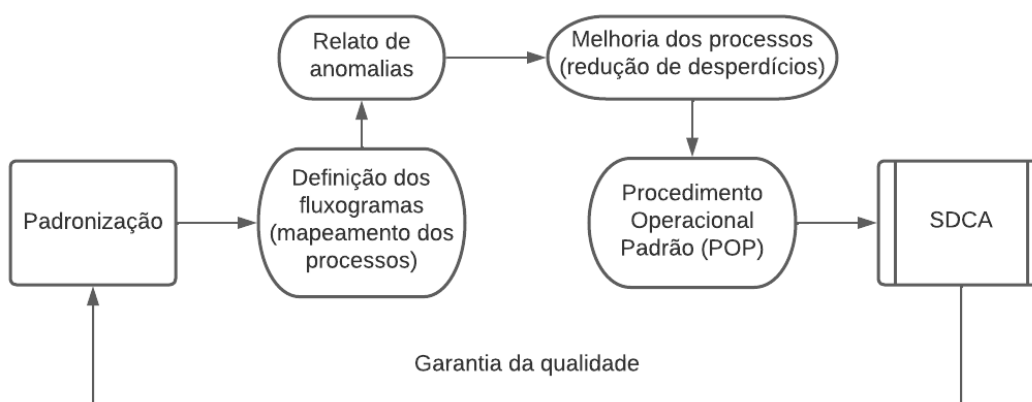 Relato de
anomalias
Melhoria dos processos
(redução de desperdícios)
Padronização
Definição dos
fluxogramas
(mapeamento dos
processos)
Procedimento
Operacional
Padrão (POP)
SDCA
Garantia da qualidade